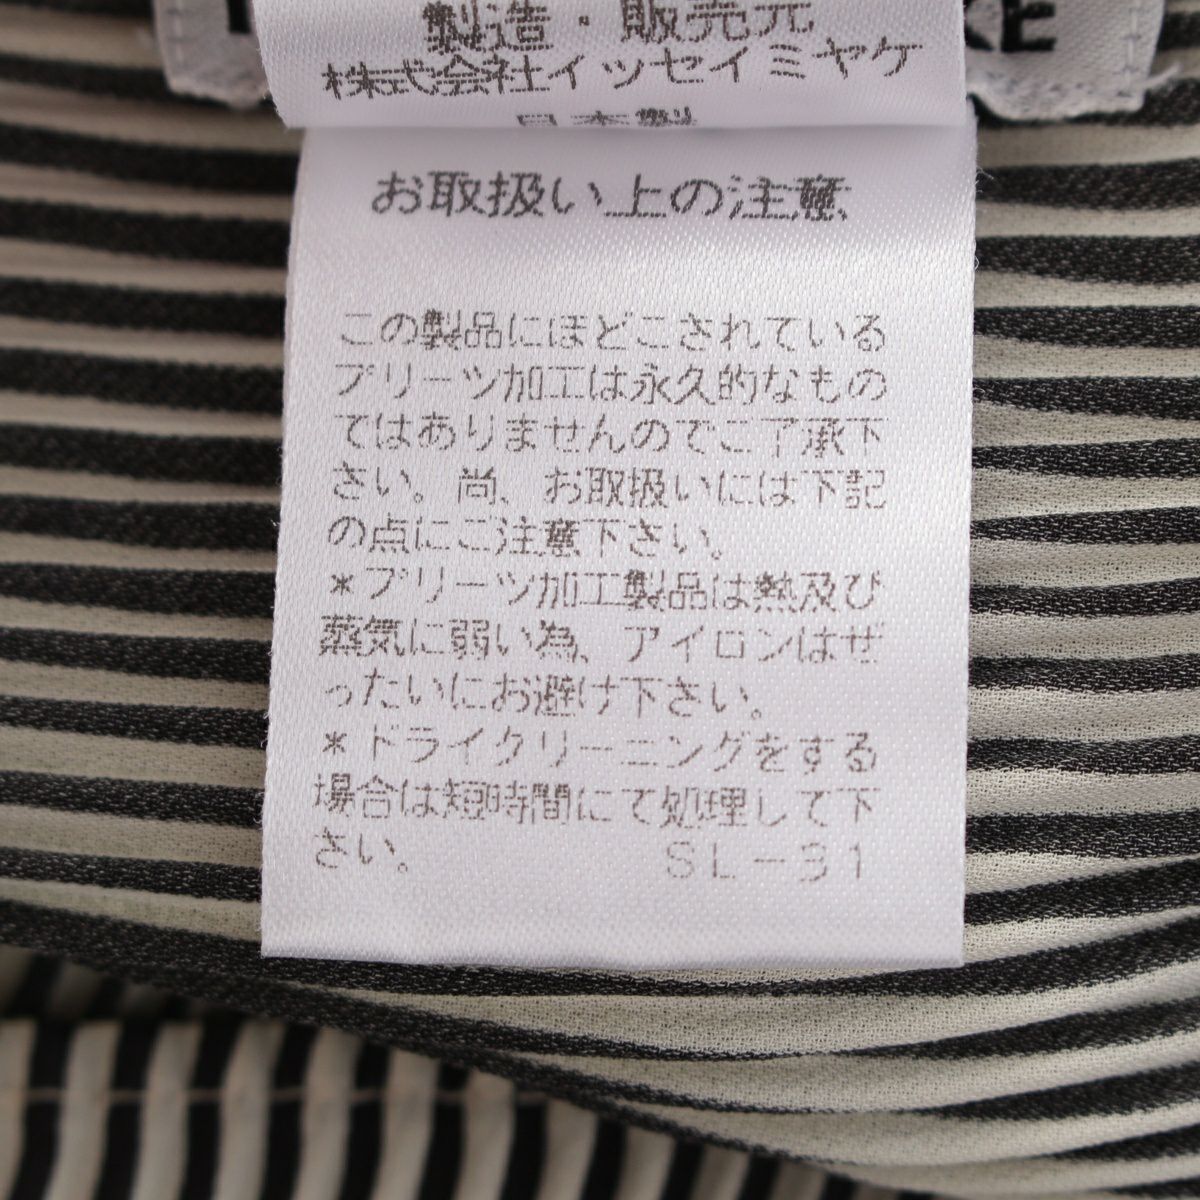 製造・販売元
株式会社イッセイミヤケ
日本製
お取扱い上の注意
この製品にほどこされている
プリーツ加工は永久的なもの
てはありませんのでご了承下
さい。尚、お取扱いには下記
の点にご注意下さい。
*プリーツ加工製品は熱及び
蒸気に弱い為、アイロンはぜ
ったいにお避け下さい。
*ドライクリーニングをする
場合は短時間にて処理して下
さい。 SL-31